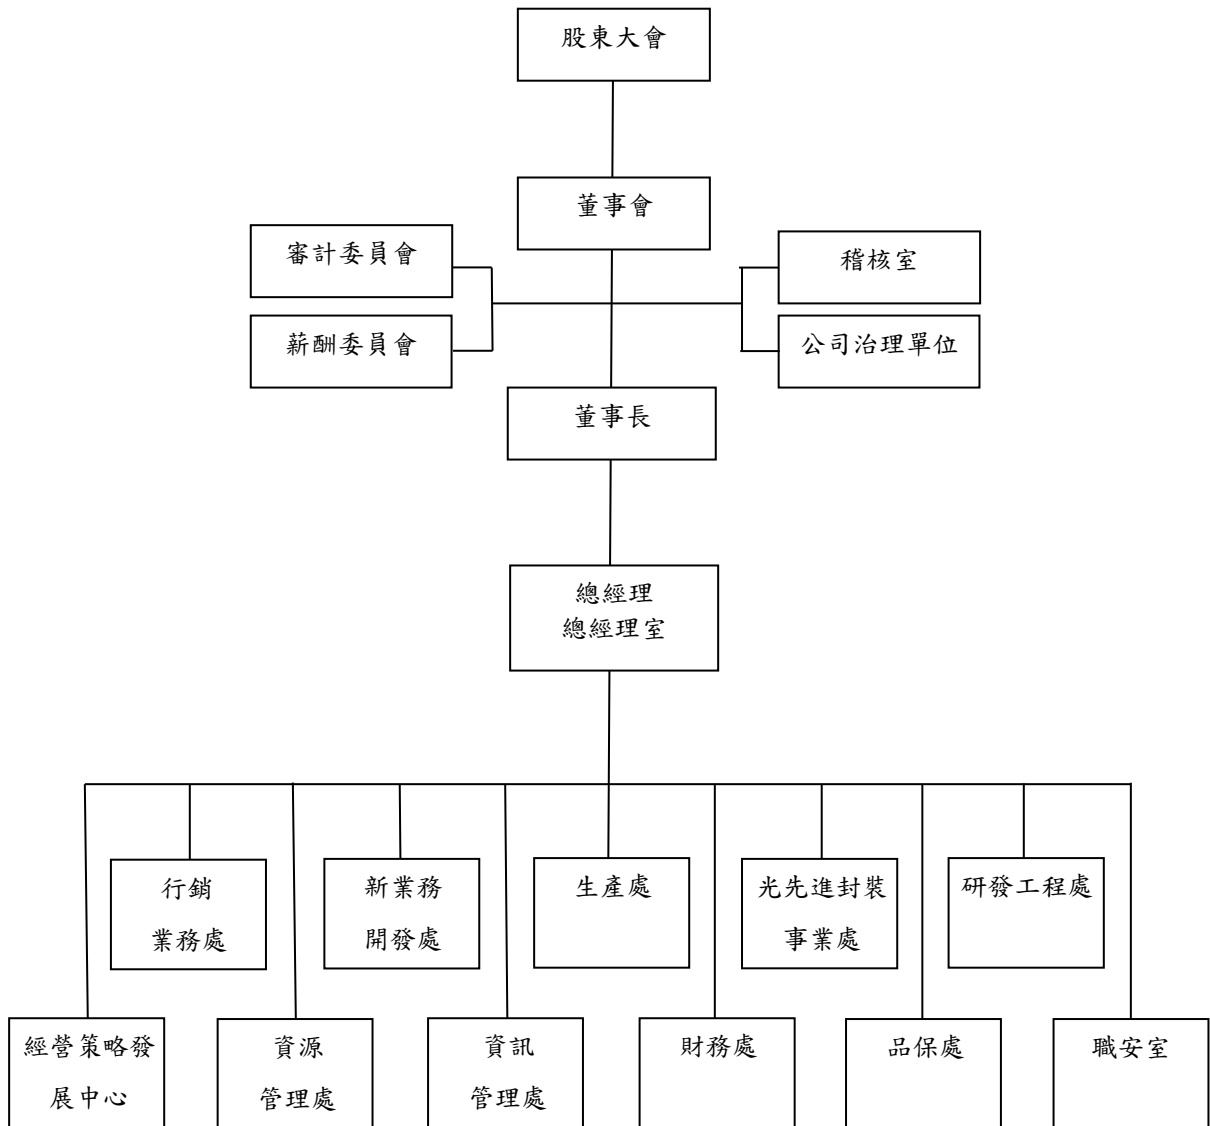 股東大會
董事會
審計委員會
稽核室
薪酬委員會
公司治理單位
董事長
總經理
總經理室
行銷
業務處
新業務
開發處
生產處
光先進封裝
事業處
研發工程處
經營策略發
展中心
資源
管理處
資訊
管理處
財務處
品保處
職安室